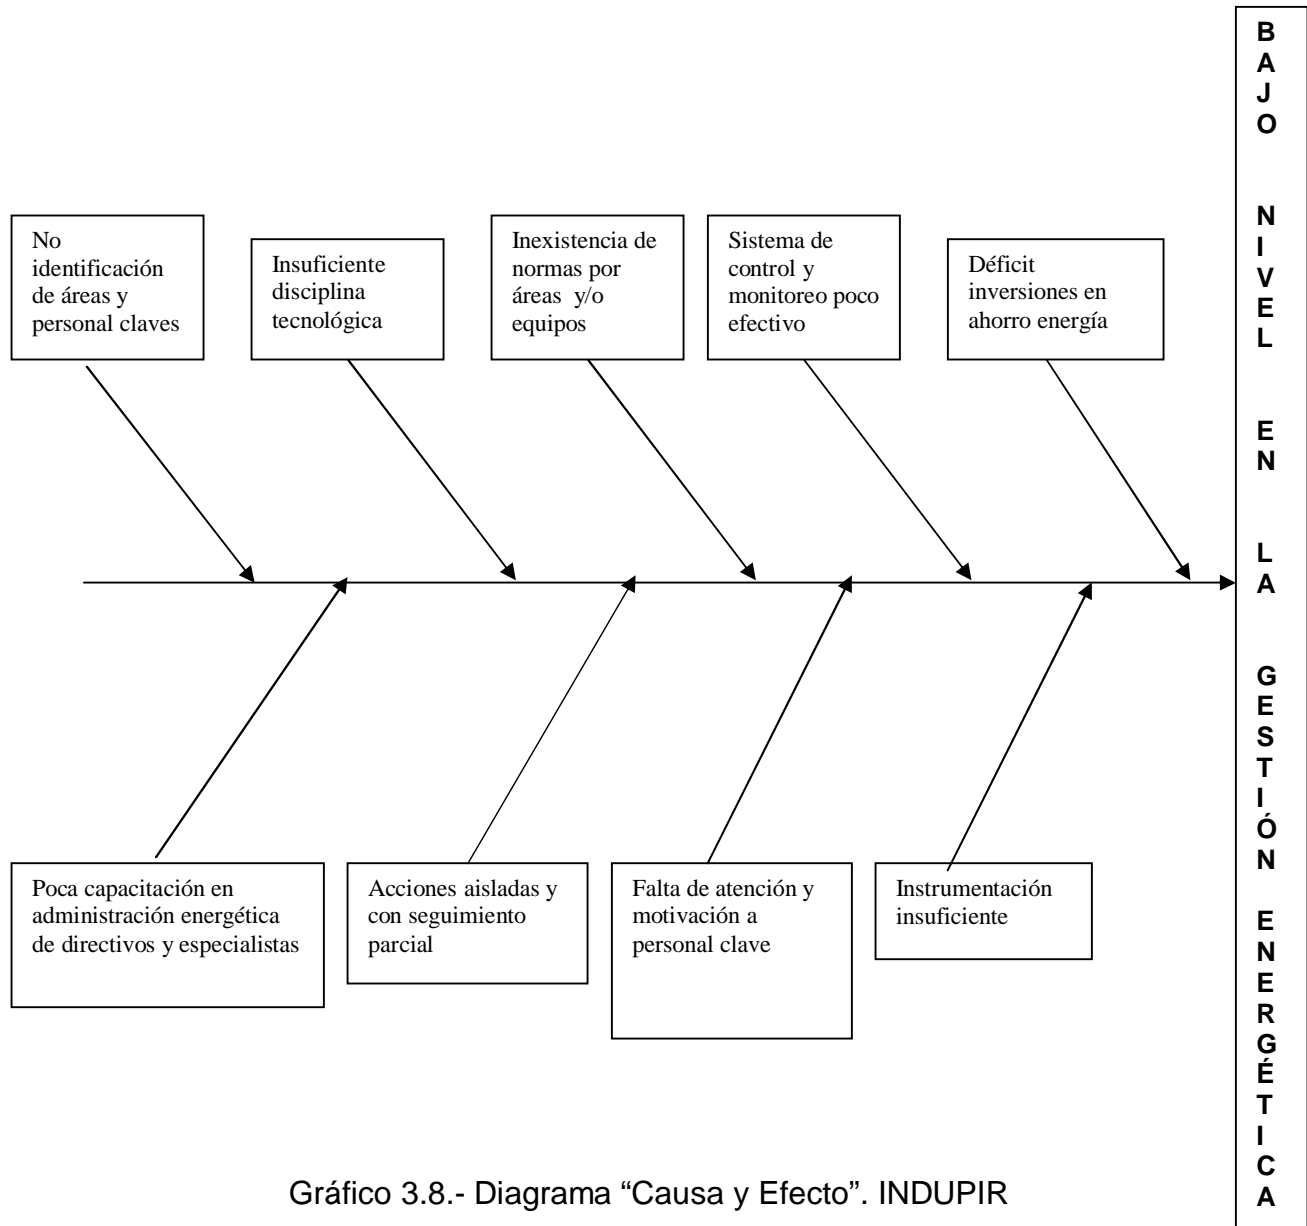 No
identificación
de áreas y
personal claves
Insuficiente
disciplina
tecnológica
Inexistencia de
normas por
áreas y/o
equipos
Sistema de
control y
monitoreo poco
efectivo
Déficit
inversiones en
ahorro energía
Poca capacitación en
administración energética
de directivos y especialistas
Acciones aisladas y
con seguimiento
parcial
Falta de atención y
motivación a
personal clave
Instrumentación
insuficiente
BAJO NIVEL EN LA GESTIÓN ENERGÉTICA
Gráfico 3.8.- Diagrama “Causa y Efecto”. INDUPIR